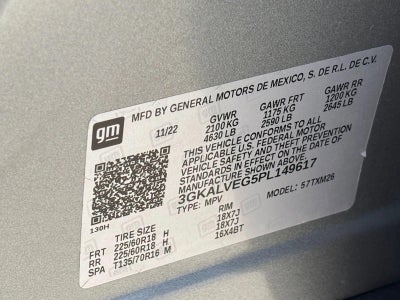 gm
MFD BY GENERAL MOTORS DE MEXICO, S. DE R.L. DE C.V.
11/22 GVWR GAWR FRT GAWR RR
2100 KG 1175 KG 1200 KG
4630 LB 2590 LB 2645 LB
THIS VEHICLE CONFORMS TO ALL
APPLICABLE U.S. FEDERAL MOTOR
VEHICLE SAFETY AND THEFT PREVENTION
STANDARDS IN EFFECT ON THE DATE OF
MANUFACTURE SHOWN ABOVE.
3GKALVEG5PL149617
130H TYPE: MPV MODEL: 57TXM26
TIRE SIZE RIM
FRT 225/60R18 H 18X7J
RR 225/60R18 H 18X7J
SPA T135/70R16 M 16X4BT